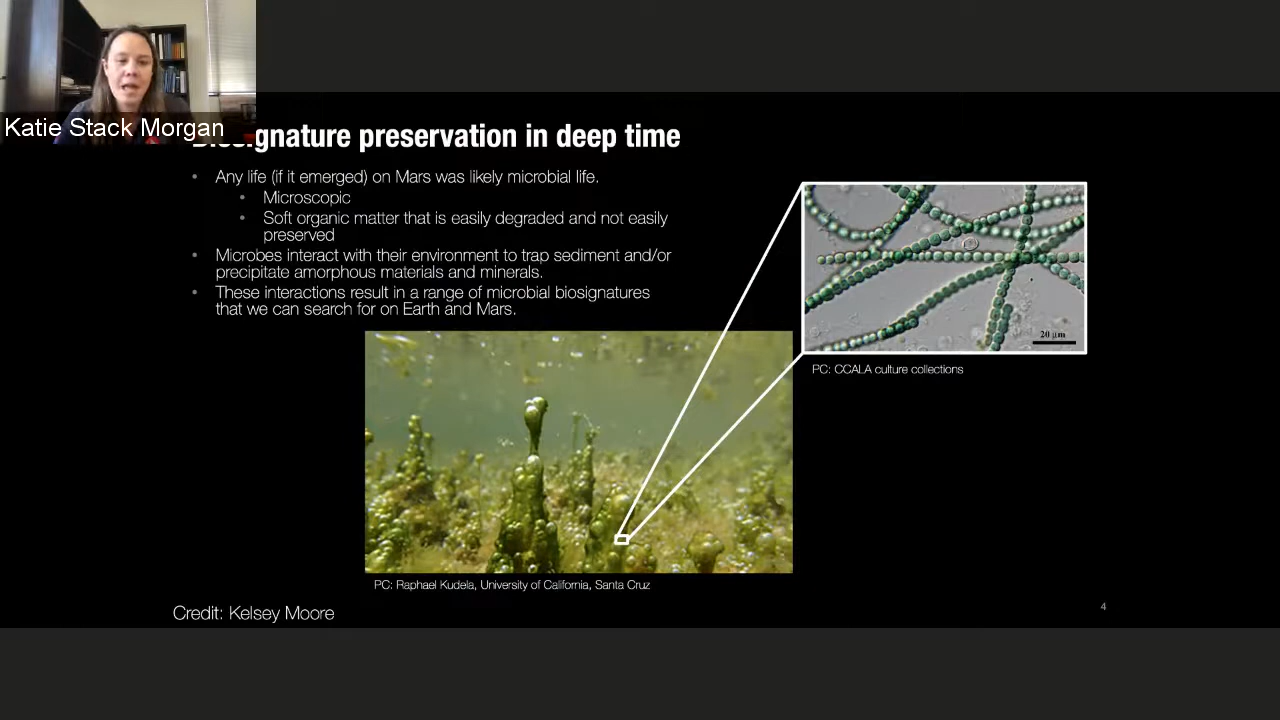 Katie Stack Morgan
Biosignature preservation in deep time
• Any life (if it emerged) on Mars was likely microbial life.
• Microscopic
• Soft organic matter that is easily degraded and not easily
preserved
• Microbes interact with their environment to trap sediment and/or
precipitate amorphous materials and minerals.
• These interactions result in a range of microbial biosignatures
that we can search for on Earth and Mars.
20 µm
PC: CCALA culture collections
PC: Raphael Kudela, University of California, Santa Cruz
Credit: Kelsey Moore
4